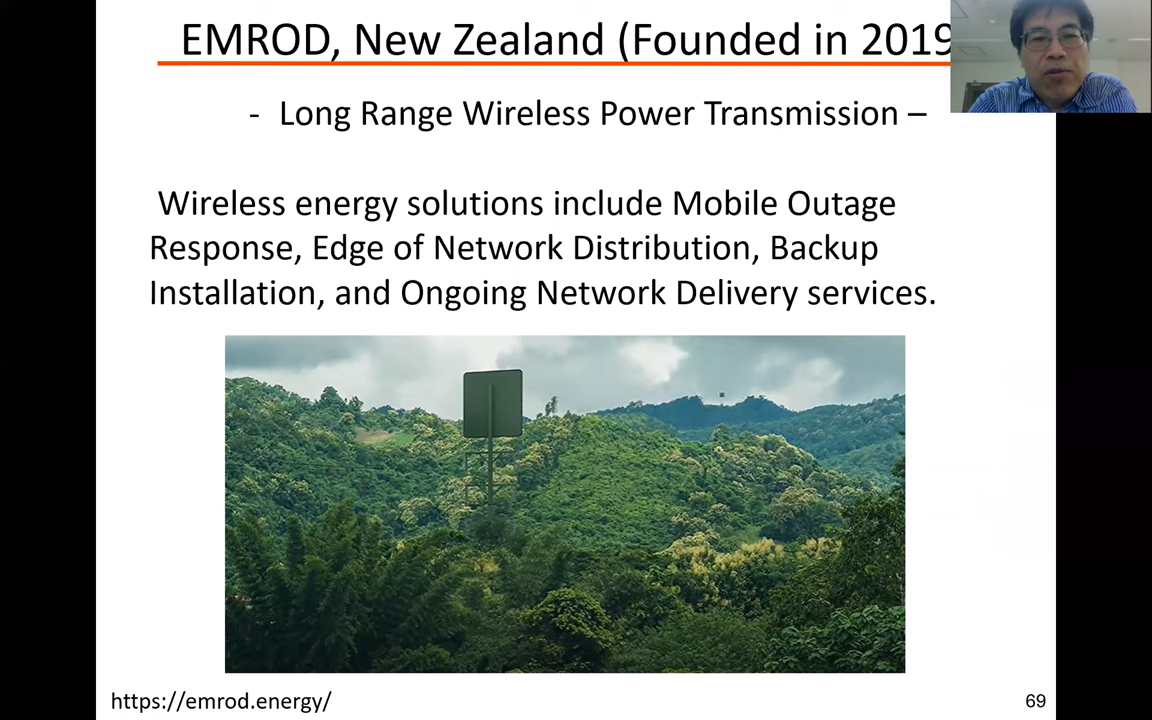 EMROD, New Zealand (Founded in 2019
- Long Range Wireless Power Transmission –
Wireless energy solutions include Mobile Outage
Response, Edge of Network Distribution, Backup
Installation, and Ongoing Network Delivery services.
https://emrod.energy/
69